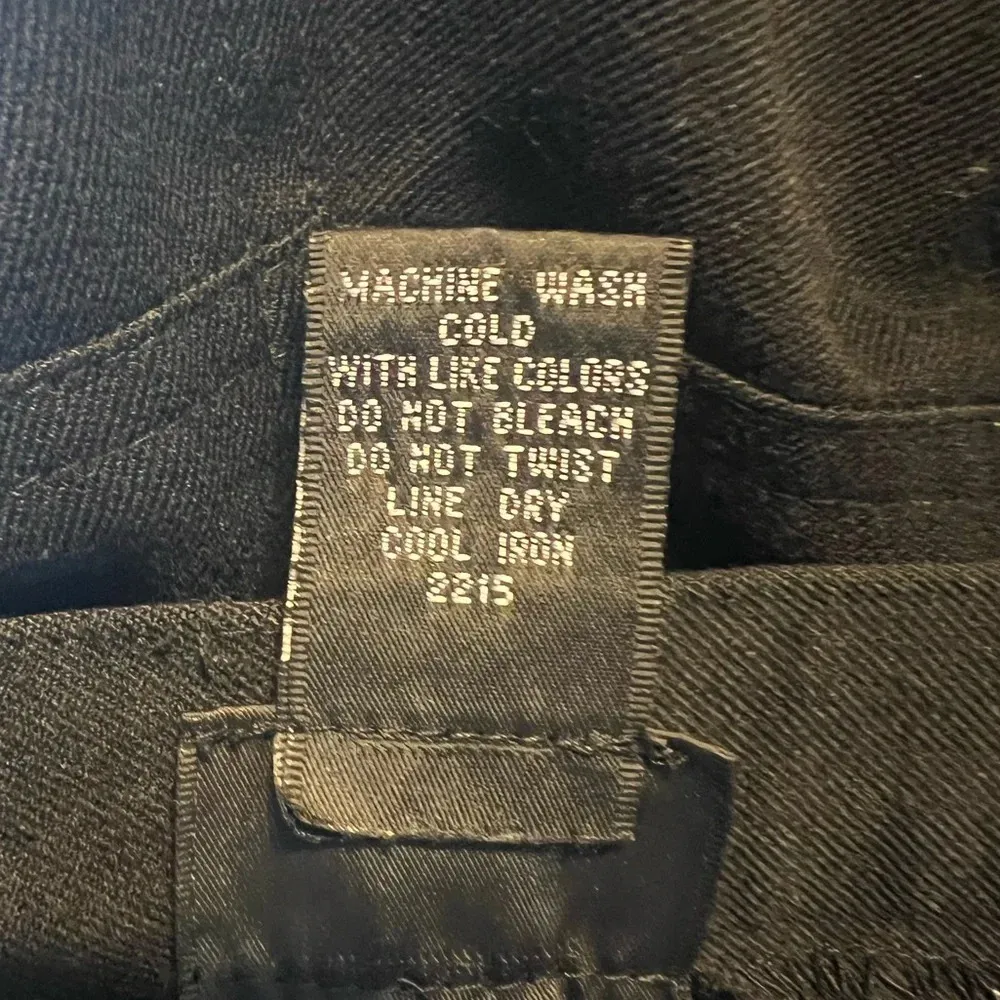 MACHINE WASH
COLD
WITH LIKE COLORS
DO NOT BLEACH
DO NOT TWIST
LINE DRY
COOL IRON
2215